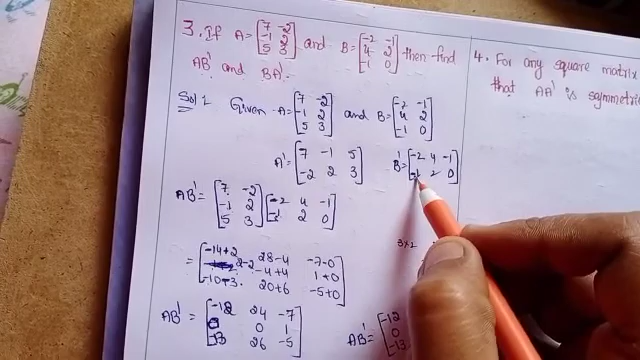 3. If A = [7 -2; -1 2; 5 3] and B = [-2 -1; 4 2; -1 0] then find
AB' and BA'.
Sol: Given A = [7 -2; -1 2; 5 3] and B = [-2 -1; 4 2; -1 0]
A' = [7 -1 5; -2 2 3] B' = [-2 4 -1; -1 2 0]
AB' = [7 -2; -1 2; 5 3] [-2 4 -1; -1 2 0]
3×2
= [-14+2 28-4 -7-0; 2-2 -4+4 1+0; -10-3 20+6 -5+0]
AB' = [-12 24 -7; 0 0 1; -13 26 -5] AB' = [-12; 0; -13
4. For any square matrix
that AA' is symmetric